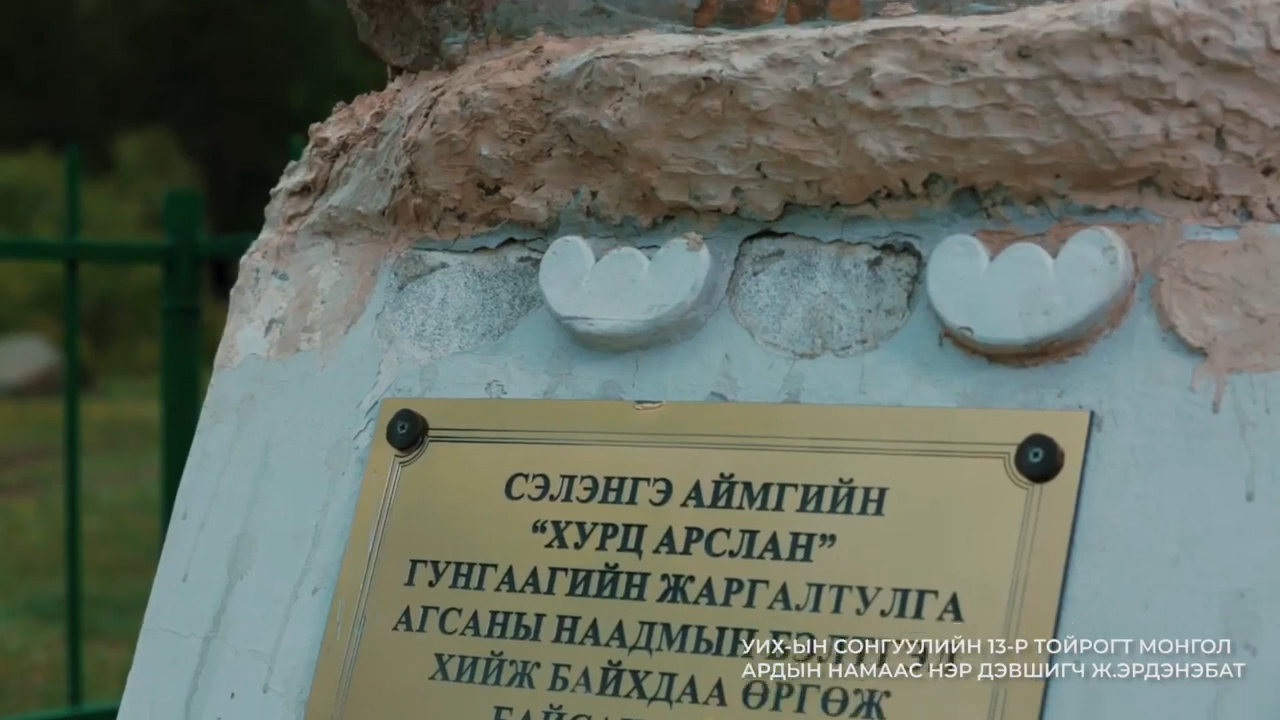 СЭЛЭНГЭ АЙМГИЙН
“ХУРЦ АРСЛАН”
ГУНГААГИЙН ЖАРГАЛТУЛГА
АГСАНЫ НААДМЫН БЭЛТГЭЛ
ХИЙЖ БАЙХДАА ӨРГӨЖ
УИХ-ЫН СОНГУУЛИЙН 13-Р ТОЙРОГТ МОНГОЛ
АРДЫН НАМААС НЭР ДЭВШИГЧ Ж.ЭРДЭНЭБАТ